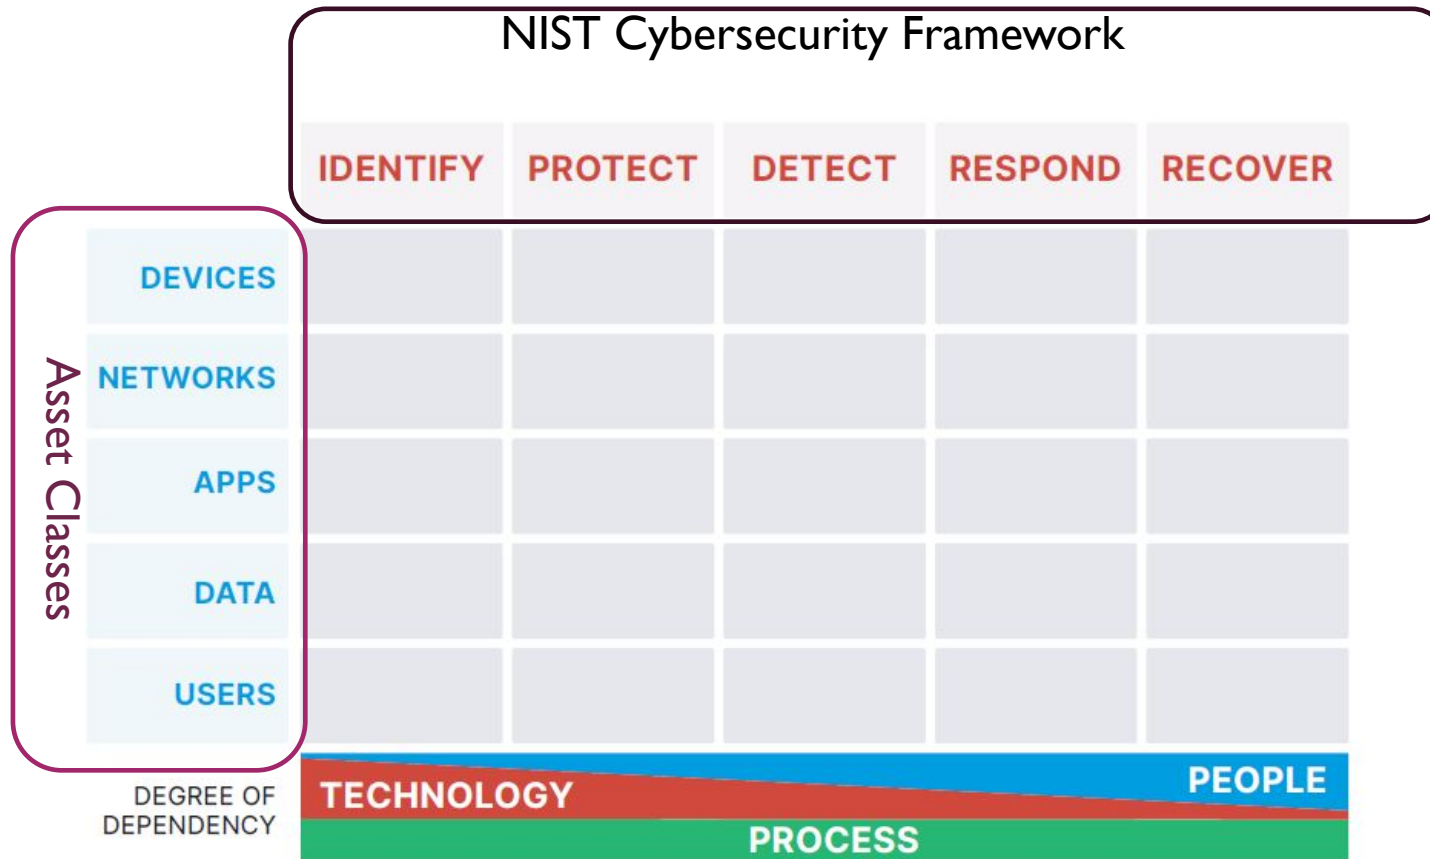 NIST Cybersecurity Framework
IDENTIFY PROTECT DETECT RESPOND RECOVER
Asset Classes
DEVICES
NETWORKS
APPS
DATA
USERS
DEGREE OF
DEPENDENCY
TECHNOLOGY
PEOPLE
PROCESS